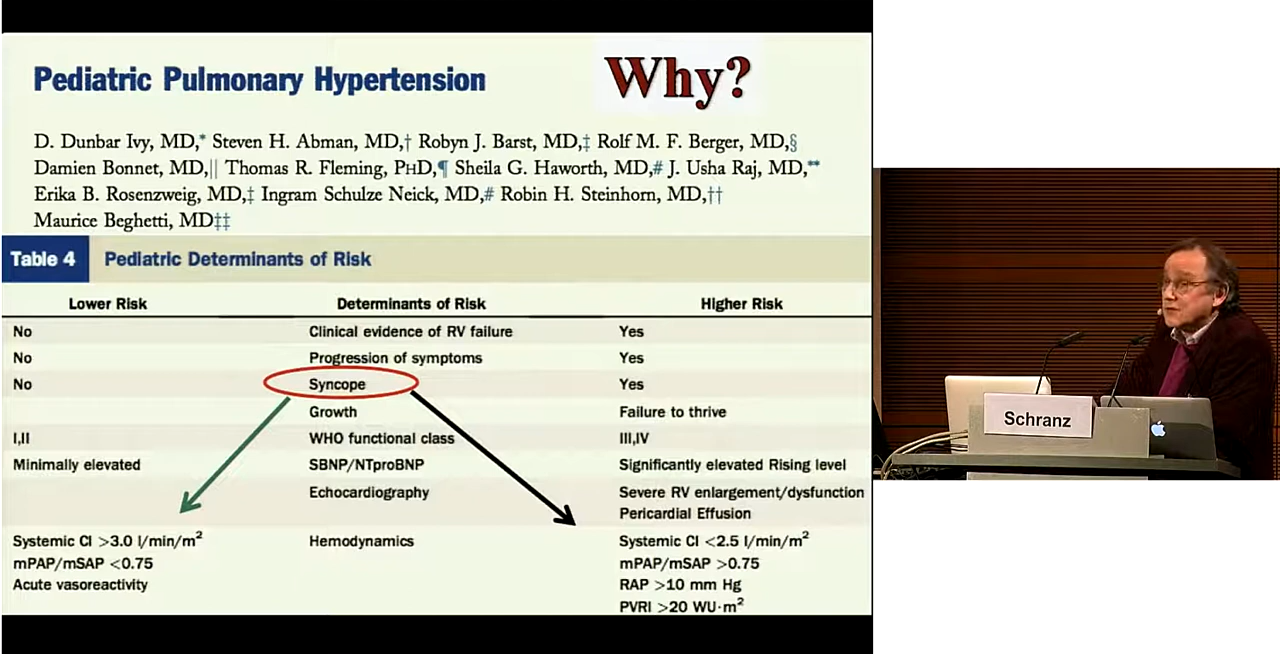 Pediatric Pulmonary Hypertension
Why?
D. Dunbar Ivy, MD,* Steven H. Abman, MD,† Robyn J. Barst, MD,‡ Rolf M. F. Berger, MD,§
Damien Bonnet, MD,|| Thomas R. Fleming, PHD,¶ Sheila G. Haworth, MD,# J. Usha Raj, MD,**
Erika B. Rosenzweig, MD,‡ Ingram Schulze Neick, MD,# Robin H. Steinhorn, MD,††
Maurice Beghetti, MD‡‡
Table 4 Pediatric Determinants of Risk
Lower Risk Determinants of Risk Higher Risk
No Clinical evidence of RV failure Yes
No Progression of symptoms Yes
No Syncope Yes
Growth Failure to thrive
I,II WHO functional class III,IV
Minimally elevated SBNP/NTproBNP Significantly elevated Rising level
Echocardiography Severe RV enlargement/dysfunction
Pericardial Effusion
Systemic CI >3.0 l/min/m² Hemodynamics Systemic CI <2.5 l/min/m²
mPAP/mSAP <0.75 mPAP/mSAP >0.75
Acute vasoreactivity RAP >10 mm Hg
PVRI >20 WU·m²
Schranz